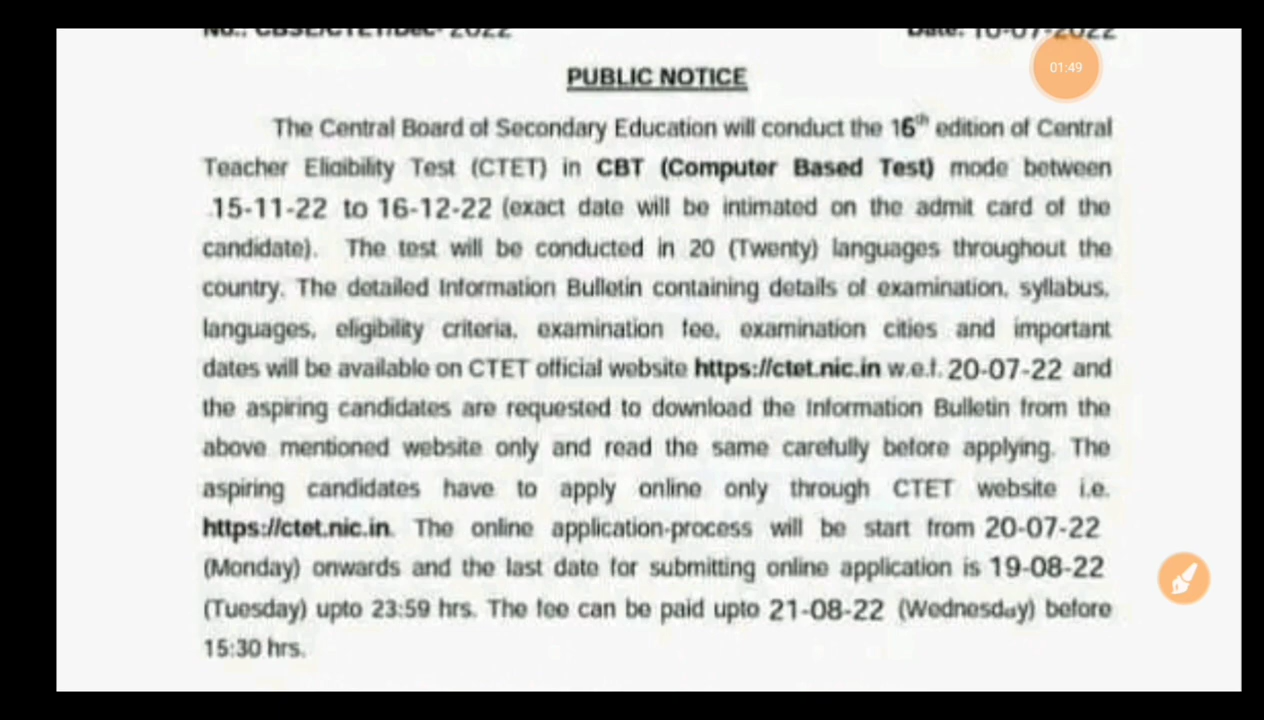 No.: CBSE/CTET/Dec- 2022 Date: 10-07-2022
01:49
PUBLIC NOTICE
The Central Board of Secondary Education will conduct the 16th edition of Central
Teacher Eligibility Test (CTET) in CBT (Computer Based Test) mode between
15-11-22 to 16-12-22 (exact date will be intimated on the admit card of the
candidate). The test will be conducted in 20 (Twenty) languages throughout the
country. The detailed Information Bulletin containing details of examination, syllabus,
languages, eligibility criteria, examination fee, examination cities and important
dates will be available on CTET official website https://ctet.nic.in w.e.f. 20-07-22 and
the aspiring candidates are requested to download the Information Bulletin from the
above mentioned website only and read the same carefully before applying. The
aspiring candidates have to apply online only through CTET website i.e.
https://ctet.nic.in. The online application-process will be start from 20-07-22
(Monday) onwards and the last date for submitting online application is 19-08-22
(Tuesday) upto 23:59 hrs. The fee can be paid upto 21-08-22 (Wednesday) before
15:30 hrs.